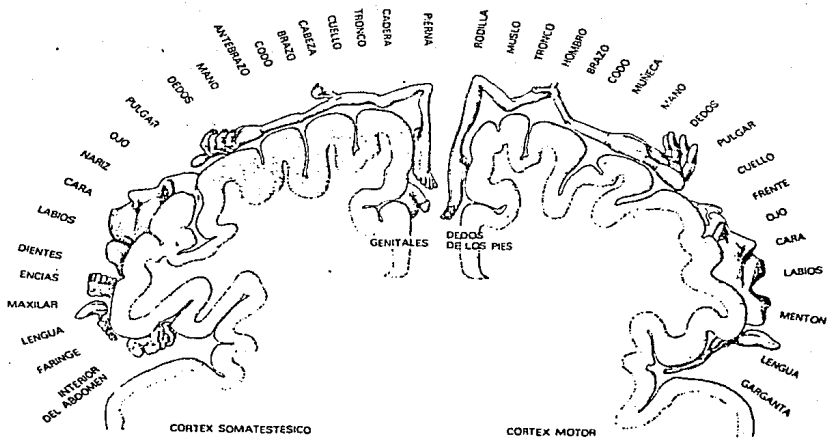 PIERNA
CADERA
TRONCO
CUELLO
CABEZA
BRAZO
CODO
ANTEBRAZO
MANO
DEDOS
PULGAR
OJO
NARIZ
CARA
LABIOS
DIENTES
ENCIAS
MAXILAR
LENGUA
FARINGE
INTERIOR
DEL ABDOMEN
GENITALES
CORTEX SOMATESTESICO
RODILLA
MUSLO
TRONCO
HOMBRO
BRAZO
CODO
MUÑECA
MANO
DEDOS
PULGAR
CUELLO
FRENTE
OJO
CARA
LABIOS
MENTON
LENGUA
GARGANTA
DEDOS
DE LOS PIES
CORTEX MOTOR